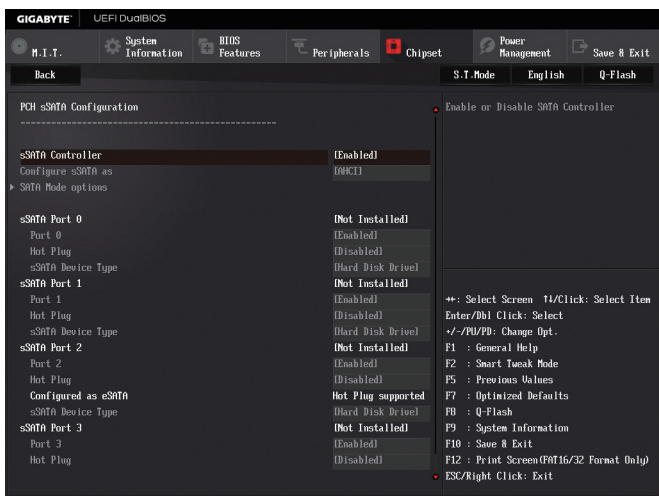 GIGABYTE™ UEFI DualBIOS
M.I.T.
System Information
BIOS Features
Peripherals
Chipset
Power Management
Save & Exit
Back
S.T.Mode English Q-Flash
PCH sSATA Configuration
--------------------------------------------------
sSATA Controller [Enabled]
Configure sSATA as [AHCI]
SATA Mode options
sSATA Port 0 [Not Installed]
Port 0 [Enabled]
Hot Plug [Disabled]
sSATA Device Type [Hard Disk Drive]
sSATA Port 1 [Not Installed]
Port 1 [Enabled]
Hot Plug [Disabled]
sSATA Device Type [Hard Disk Drive]
sSATA Port 2 [Not Installed]
Port 2 [Enabled]
Hot Plug [Disabled]
Configured as eSATA Hot Plug supported
sSATA Device Type [Hard Disk Drive]
sSATA Port 3 [Not Installed]
Port 3 [Enabled]
Hot Plug [Disabled]
Enable or Disable SATA Controller
→←: Select Screen ↑↓/Click: Select Item
Enter/Dbl Click: Select
+/-/PU/PD: Change Opt.
F1 : General Help
F2 : Smart Tweak Mode
F5 : Previous Values
F7 : Optimized Defaults
F8 : Q-Flash
F9 : System Information
F10 : Save & Exit
F12 : Print Screen(FAT16/32 Format Only)
ESC/Right Click: Exit